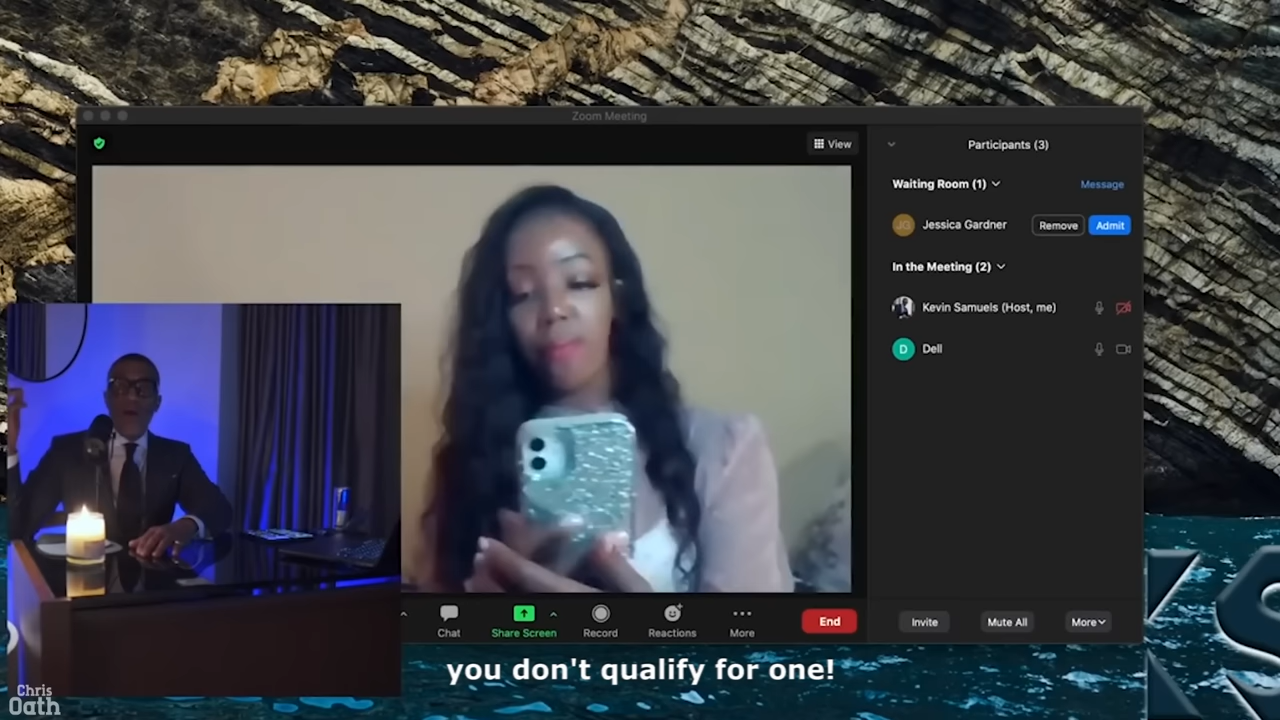 Zoom Meeting
View
Participants (3)
Waiting Room (1)
Message
JG
Jessica Gardner
Remove
Admit
In the Meeting (2)
Kevin Samuels (Host, me)
D
Dell
Chat
Share Screen
Record
Reactions
More
End
Invite
Mute All
More
you don't qualify for one!
Chris
Oath